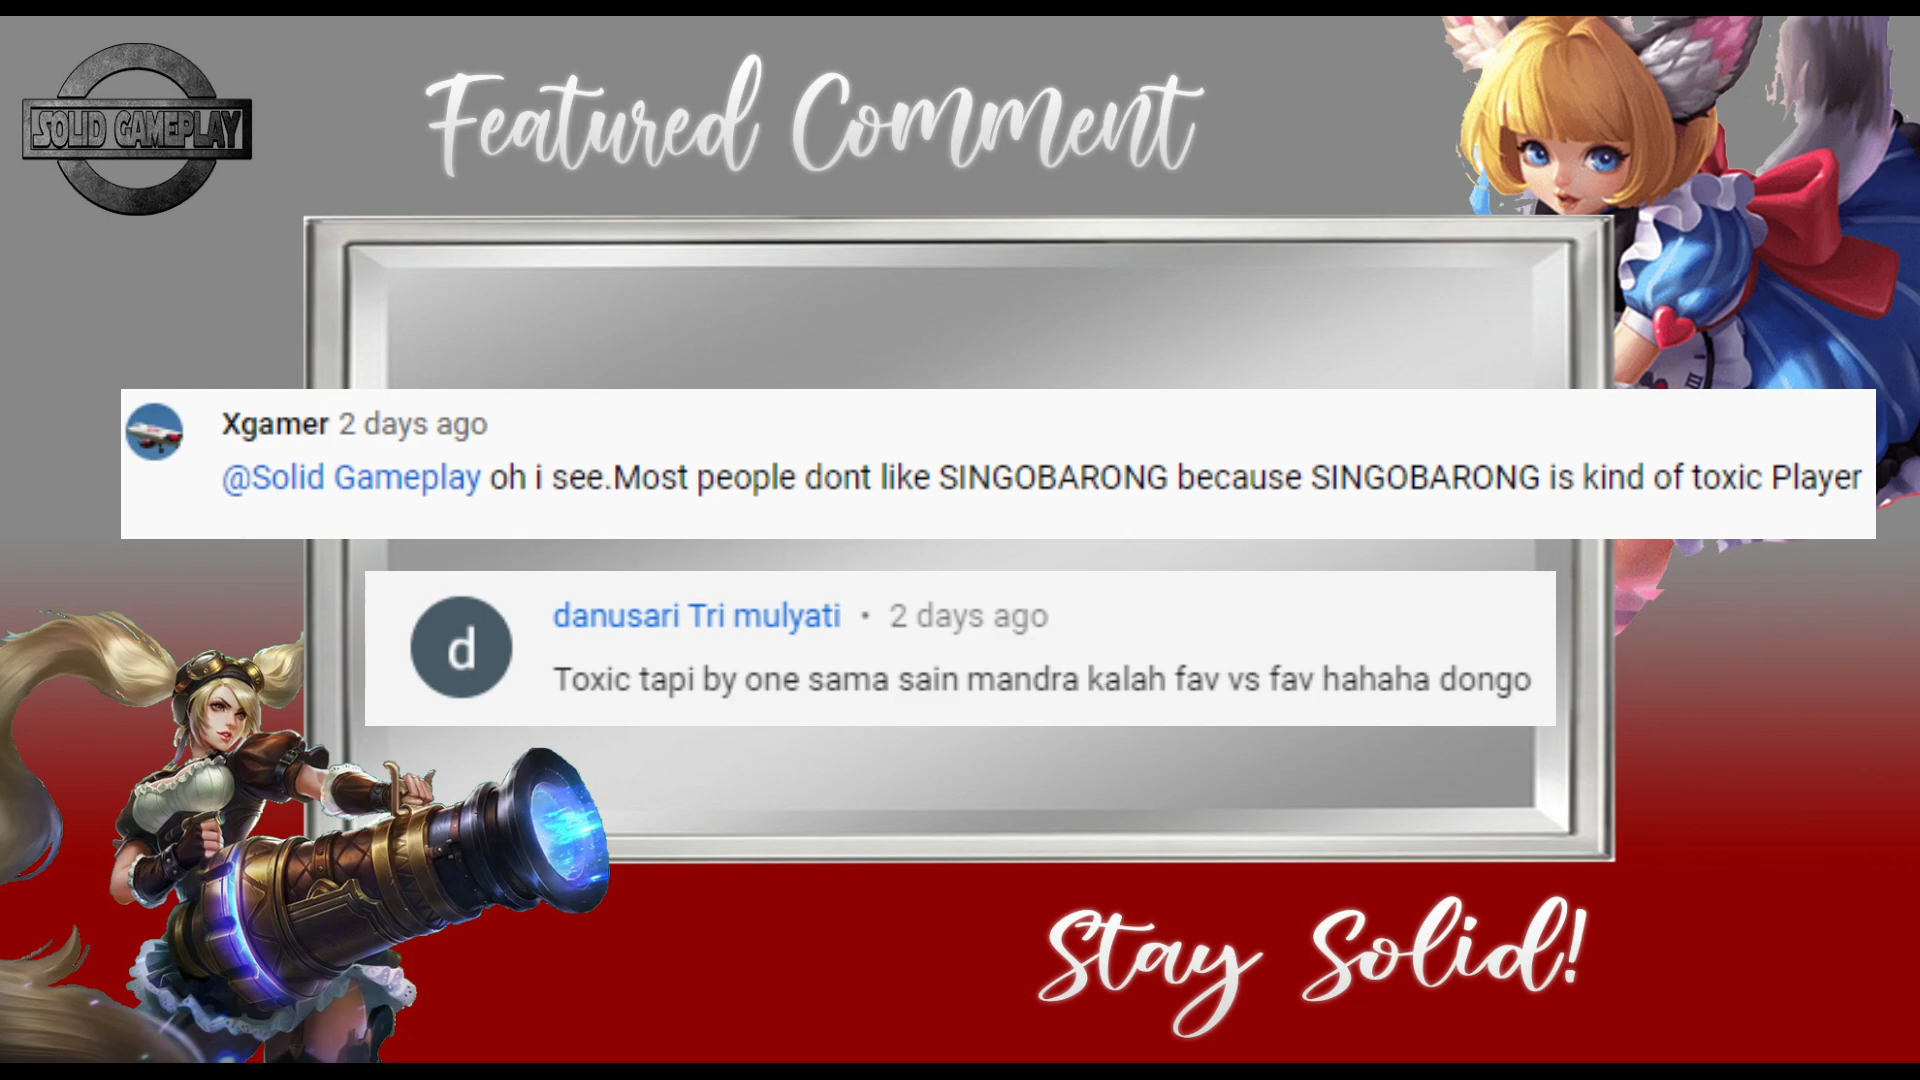 SOLID GAMEPLAY
Featured Comment
Xgamer 2 days ago
@Solid Gameplay oh i see.Most people dont like SINGOBARONG because SINGOBARONG is kind of toxic Player
d
danusari Tri mulyati • 2 days ago
Toxic tapi by one sama sain mandra kalah fav vs fav hahaha dongo
Stay Solid!